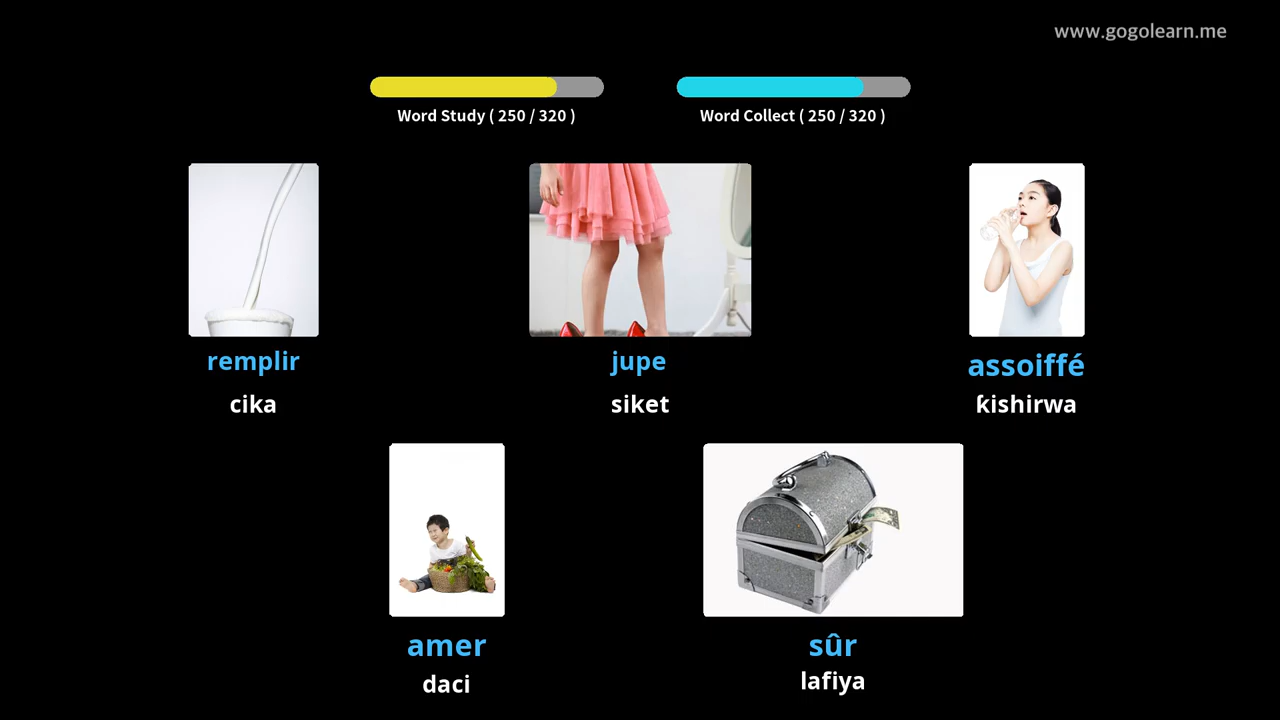 www.gogolearn.me
Word Study ( 250 / 320 )
Word Collect ( 250 / 320 )
remplir
cika
jupe
siket
assoiffé
ƙishirwa
amer
daci
sûr
lafiya